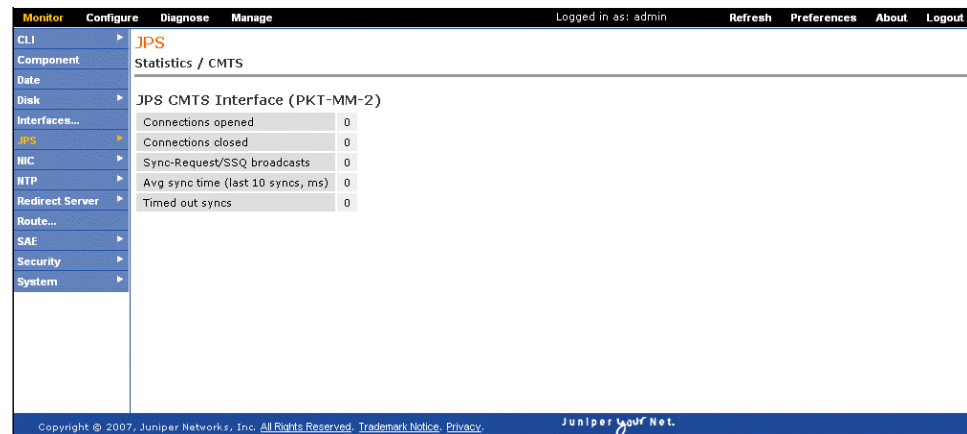 Monitor Configure Diagnose Manage Logged in as: admin Refresh Preferences About Logout
CLI
Component
Date
Disk
Interfaces...
JPS
NIC
NTP
Redirect Server
Route...
SAE
Security
System
JPS
Statistics / CMTS
JPS CMTS Interface (PKT-MM-2)
Connections opened 0
Connections closed 0
Sync-Request/SSQ broadcasts 0
Avg sync time (last 10 syncs, ms) 0
Timed out syncs 0
Copyright © 2007, Juniper Networks, Inc. All Rights Reserved. Trademark Notice. Privacy. Juniper your Net.